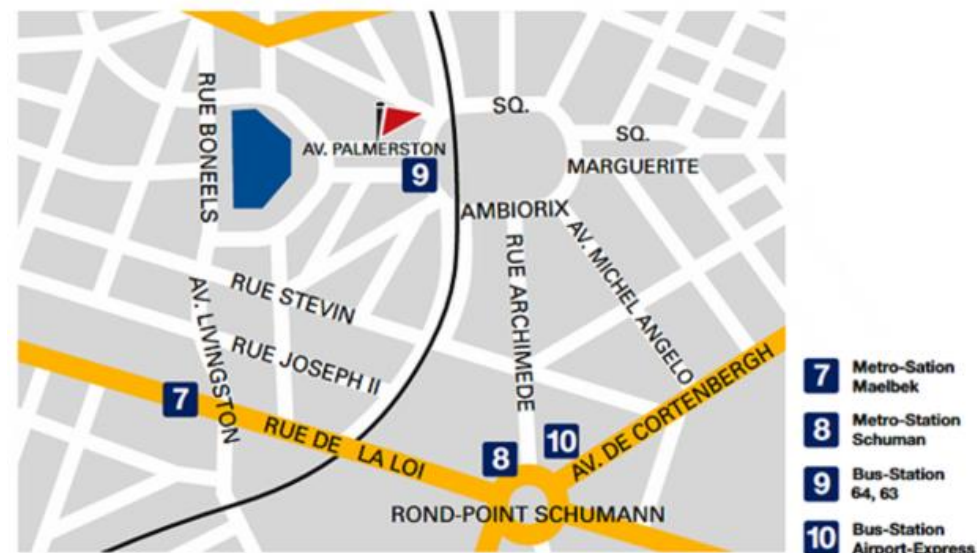 RUE BONEELS
AV. PALMERSTON
9
SQ.
SQ.
MARGUERITE
AMBIORIX
AV. MICHEL ANGELO
RUE ARCHIMEDE
RUE STEVIN
AV. LIVINGSTON
RUE JOSEPH II
7
RUE DE LA LOI
8
10
AV. DE CORTENBERGH
ROND-POINT SCHUMANN
7 Metro-Sation
Maelbek
8 Metro-Station
Schuman
9 Bus-Station
64, 63
10 Bus-Station
Airport-Express